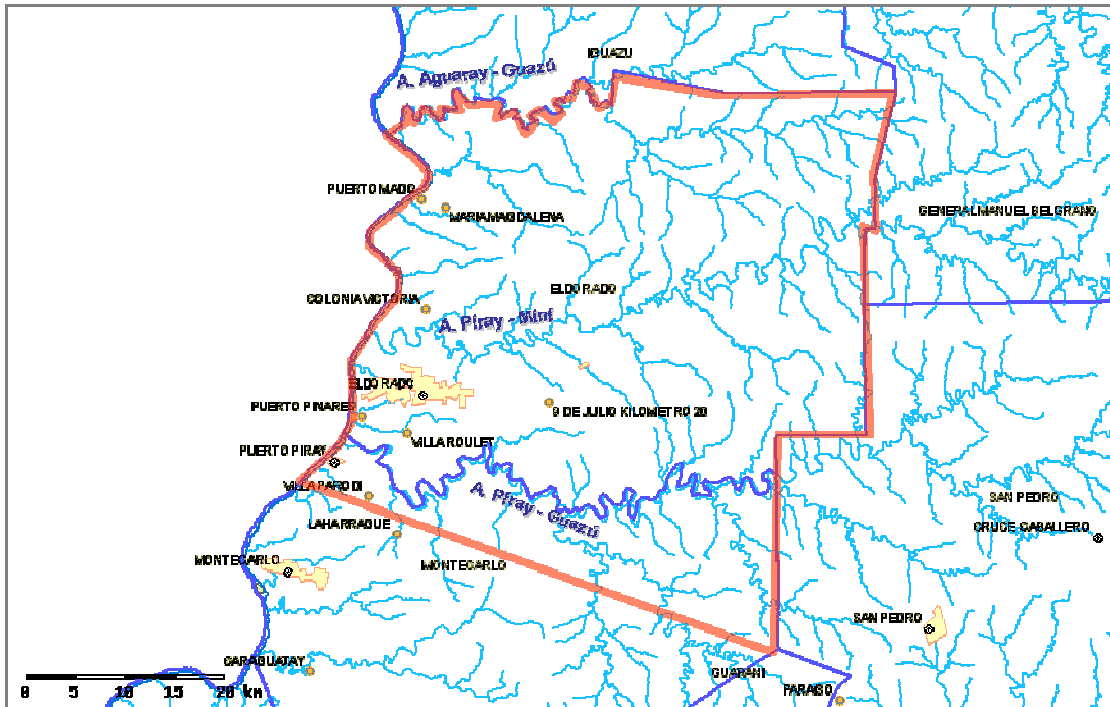 IGUAZU
A. Aguaray - Guazú
PUERTO MADO
MARIA MAGDALENA
GENERAL MANUEL BELGRANO
ELDORADO
COLONIA VICTORIA
A. Piray - Miní
ELDORADO
PUERTO PINARES
9 DE JULIO KILOMETRO 20
VILLA ROULET
PUERTO PIRAY
VILLA PARODI
A. Piray - Guazú
SAN PEDRO
LAHARRAGUE
CRUCE CABALLERO
MONTECARLO
MONTECARLO
SAN PEDRO
CARAGUATAY
GUARANI
PARAISO
0 5 10 15 20 km